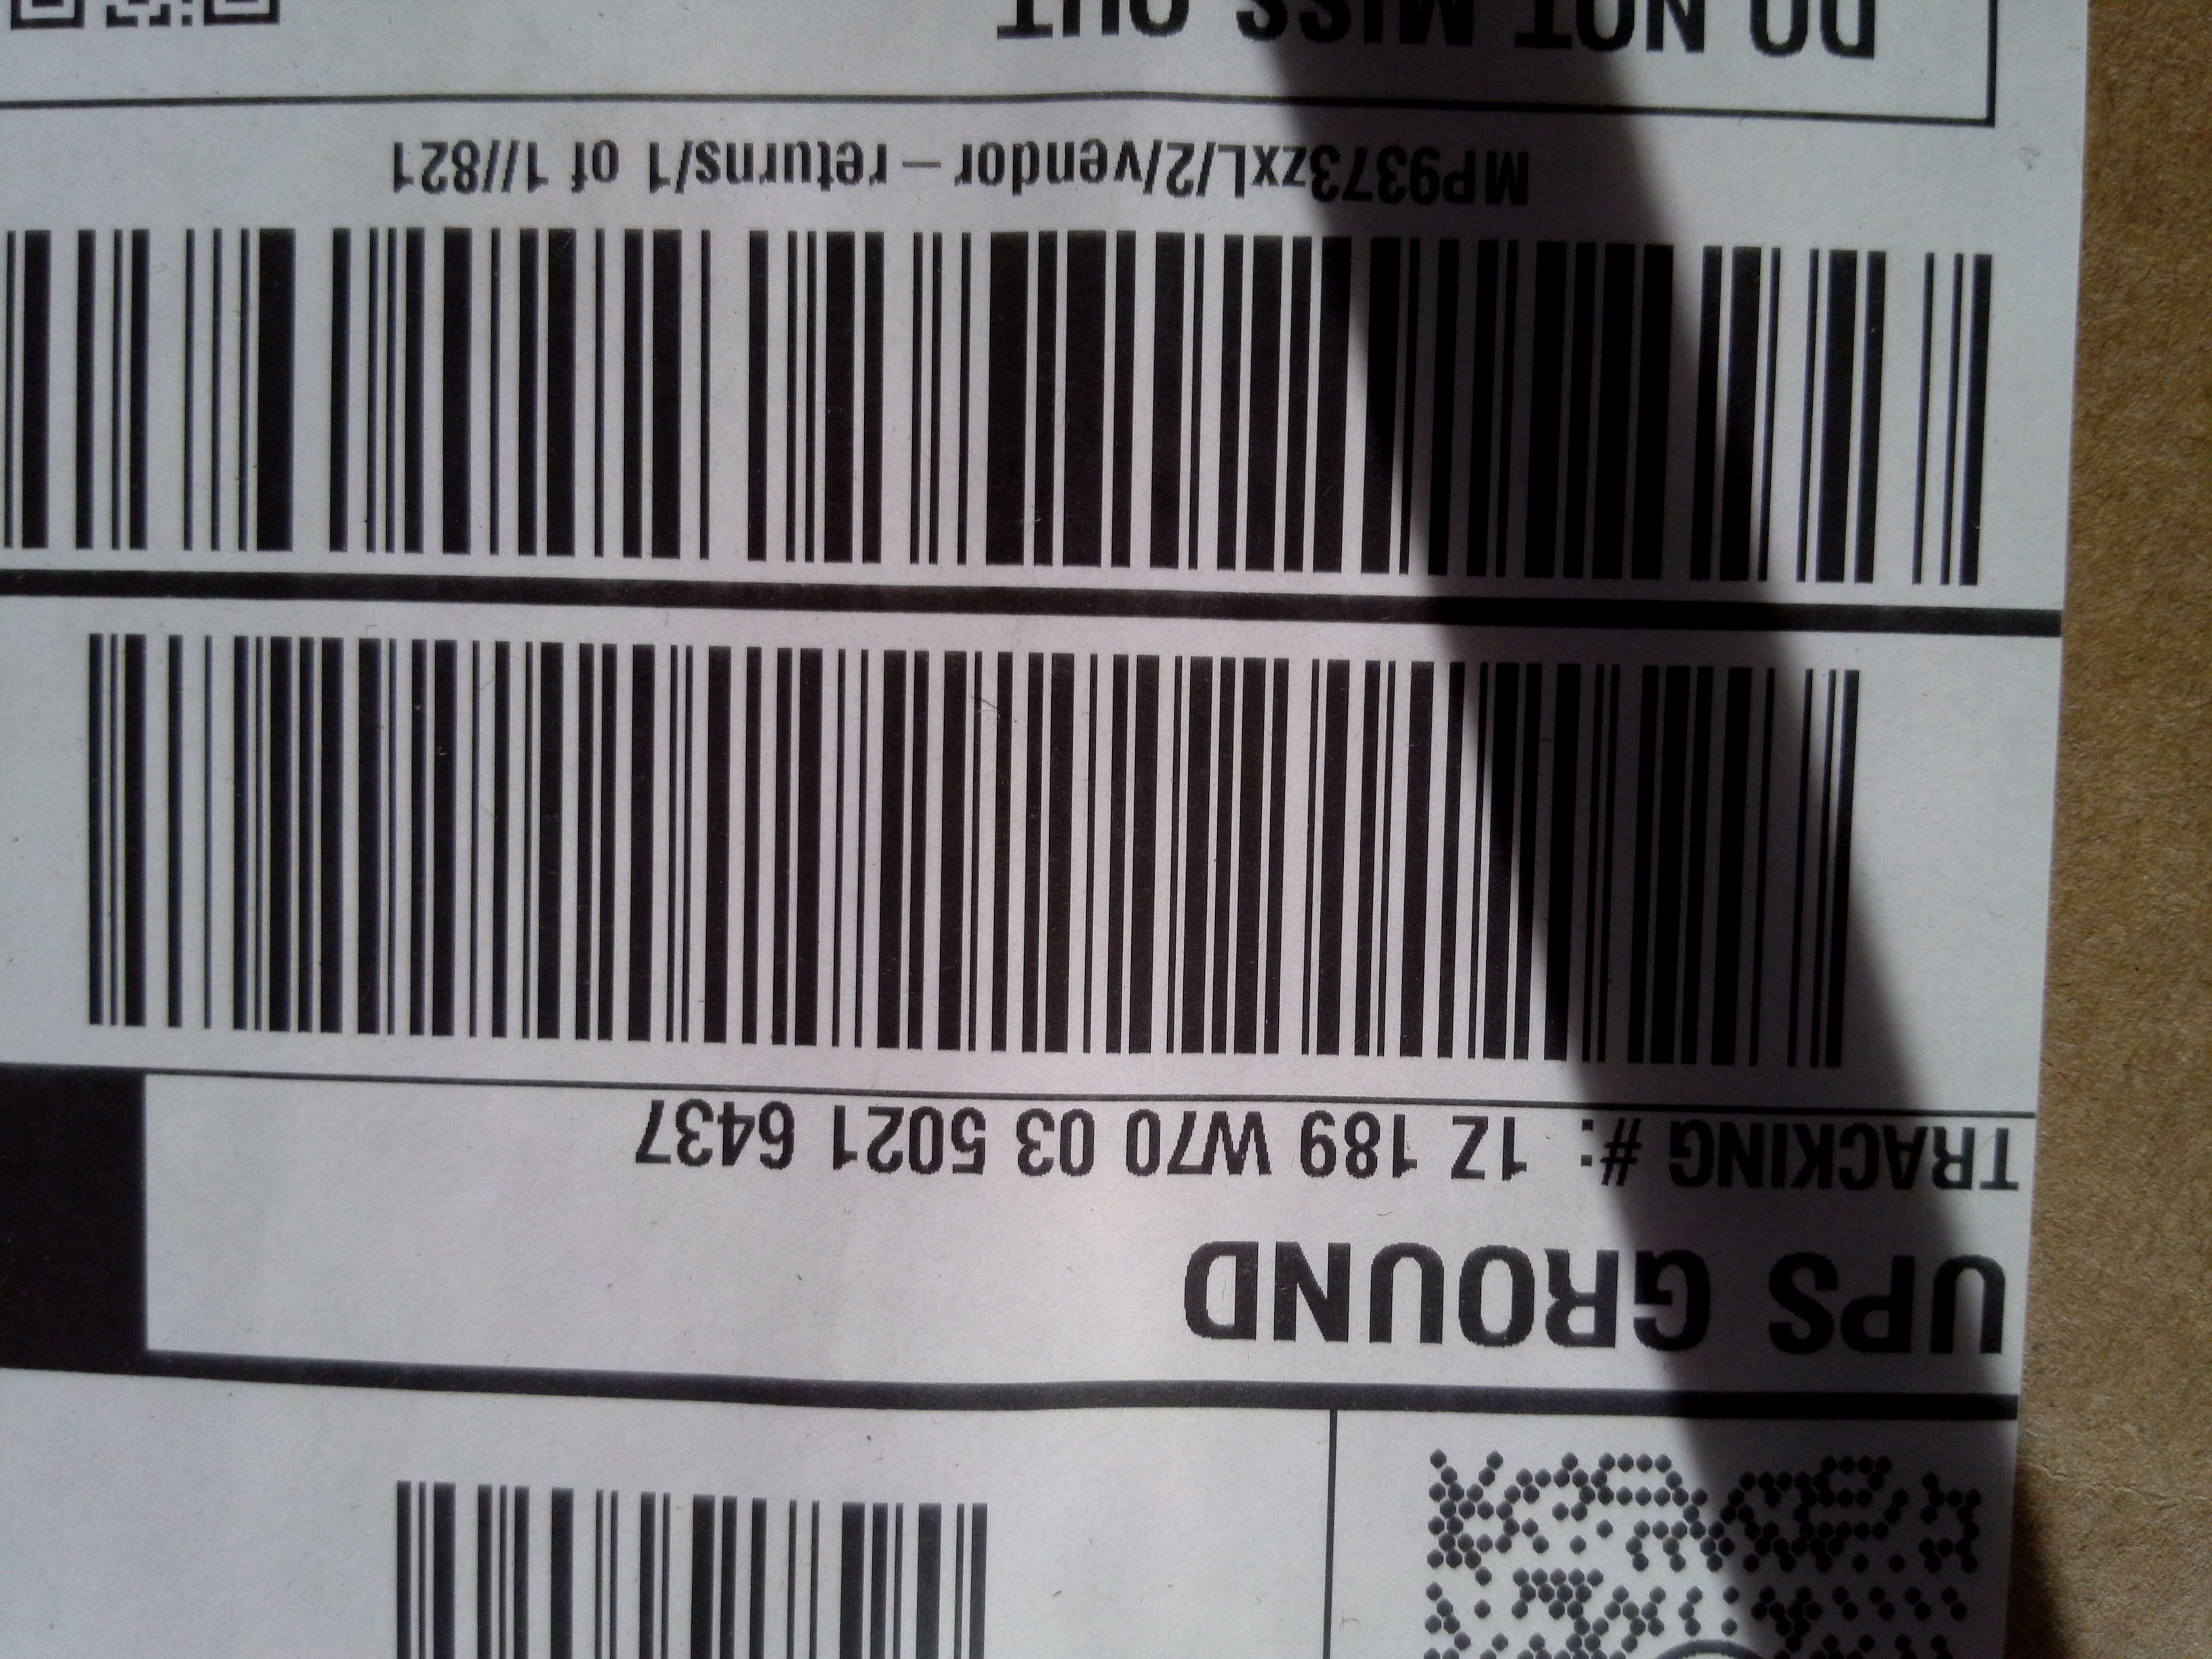 UPS GROUND
TRACKING #: 1Z 189 W70 03 5021 6437
MP9373zxL/2/vendor – returns/1 of 1//821
DO NOT MISS OUT